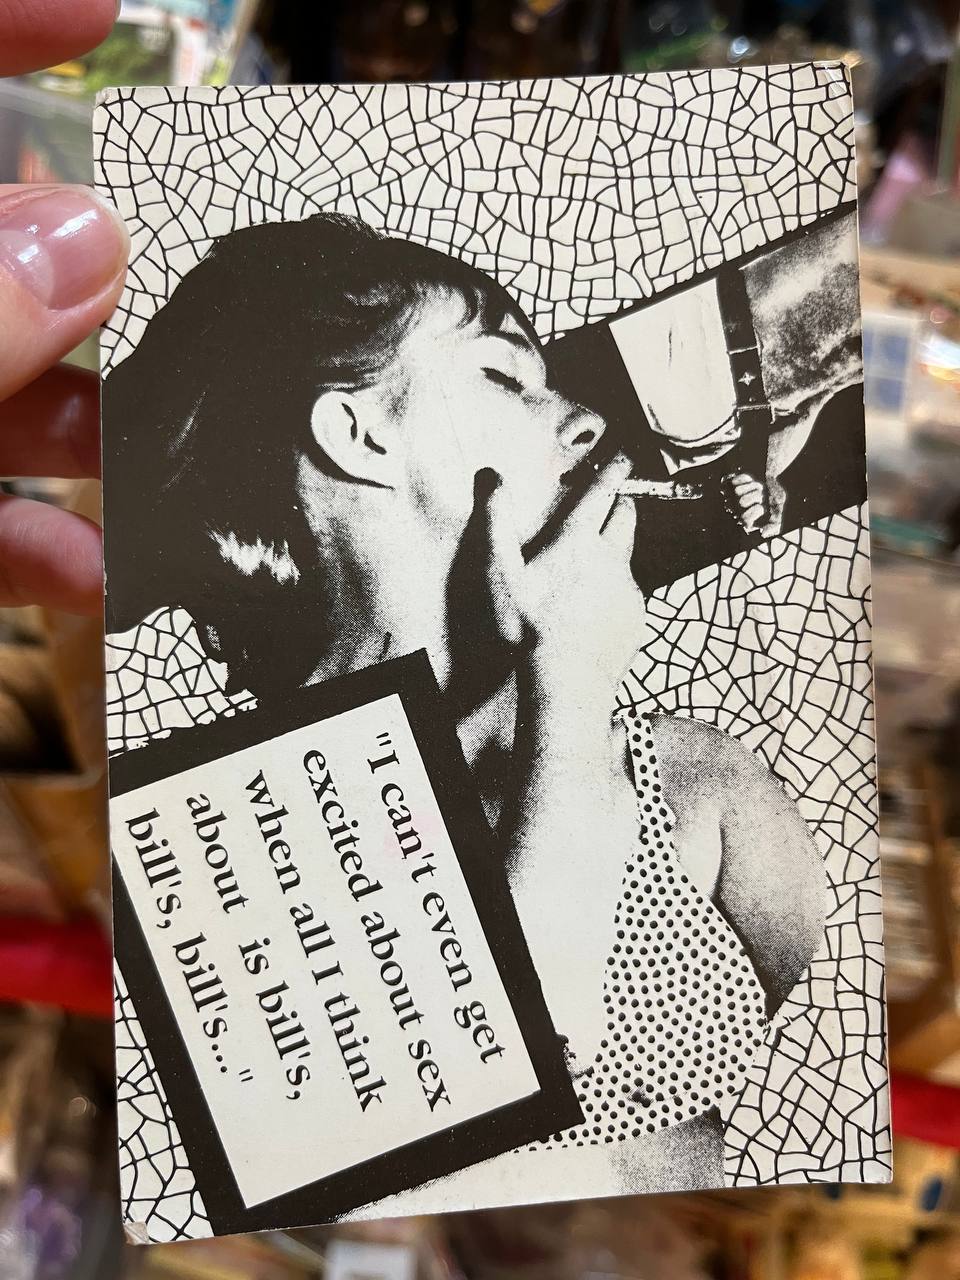 "I can't even get
excited about sex
when all I think
about is bill's,
bill's, bill's..."